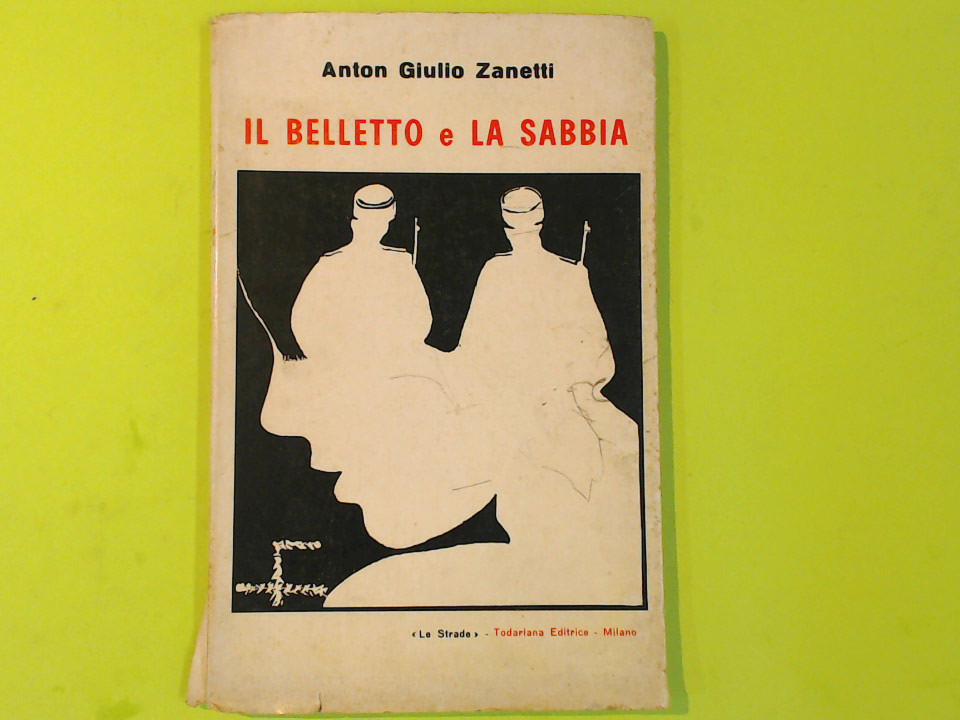 Anton Giulio Zanetti
IL BELLETTO e LA SABBIA
«Le Strade» - Todariana Editrice - Milano